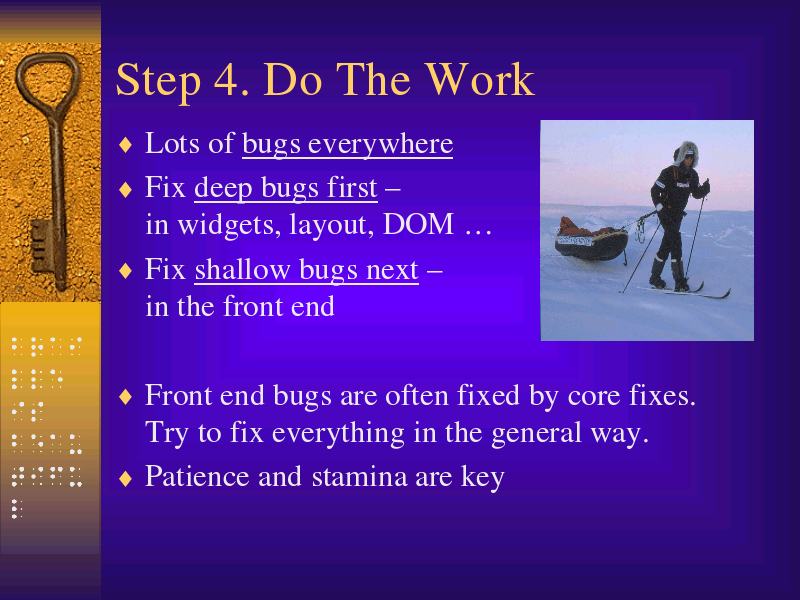 Step 4. Do The Work
♦ Lots of bugs everywhere
♦ Fix deep bugs first –
in widgets, layout, DOM …
♦ Fix shallow bugs next –
in the front end
♦ Front end bugs are often fixed by core fixes.
Try to fix everything in the general way.
♦ Patience and stamina are key